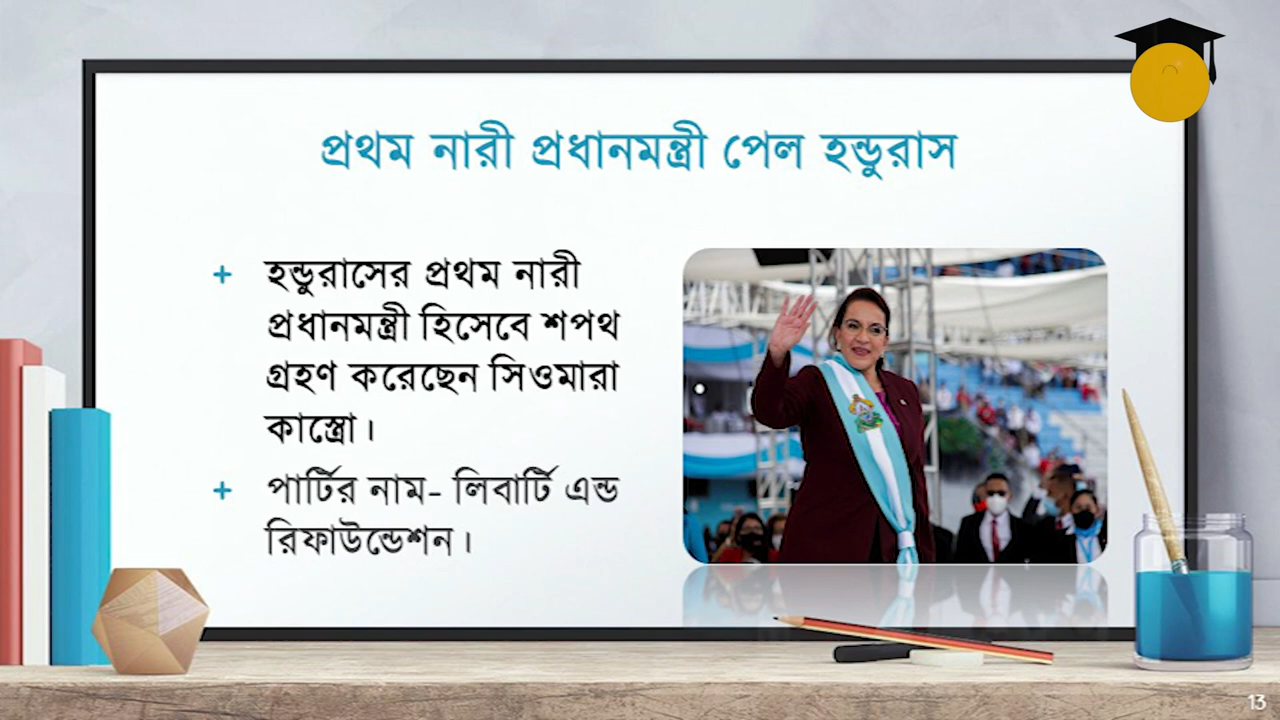 প্রথম নারী প্রধানমন্ত্রী পেল হন্ডুরাস
+ হন্ডুরাসের প্রথম নারী
প্রধানমন্ত্রী হিসেবে শপথ
গ্রহণ করেছেন সিওমারা
কাস্ত্রো।
+ পার্টির নাম- লিবার্টি এন্ড
রিফাউন্ডেশন।
13